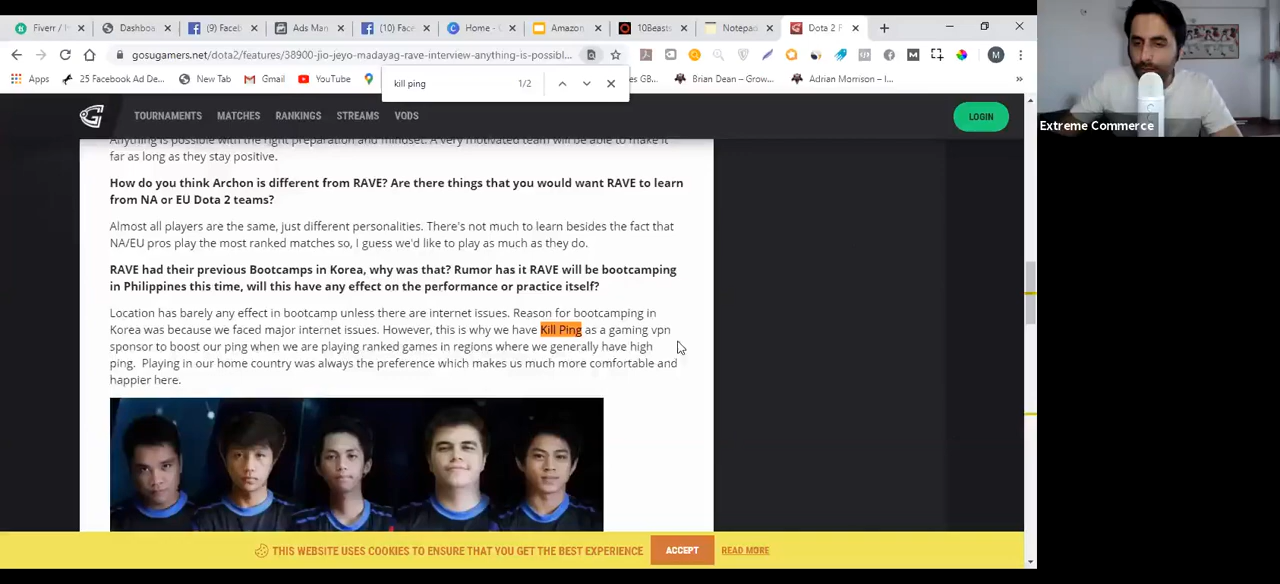 Fiverr /
Dashboa
(9) Faceb
Ads Man
(10) Face
Home -
Amazon
10Beasts
Notepad
Dota 2 F
gosugamers.net/dota2/features/38900-jio-jeyo-madayag-rave-interview-anything-is-possibl...
Apps
25 Facebook Ad De...
New Tab
Gmail
YouTube
es GB...
Brian Dean – Grow...
Adrian Morrison – I...
kill ping 1/2
TOURNAMENTS MATCHES RANKINGS STREAMS VODS
LOGIN
Extreme Commerce
Anything is possible with the right preparation and mindset. A very motivated team will be able to make it
far as long as they stay positive.
How do you think Archon is different from RAVE? Are there things that you would want RAVE to learn
from NA or EU Dota 2 teams?
Almost all players are the same, just different personalities. There's not much to learn besides the fact that
NA/EU pros play the most ranked matches so, I guess we'd like to play as much as they do.
RAVE had their previous Bootcamps in Korea, why was that? Rumor has it RAVE will be bootcamping
in Philippines this time, will this have any effect on the performance or practice itself?
Location has barely any effect in bootcamp unless there are internet issues. Reason for bootcamping in
Korea was because we faced major internet issues. However, this is why we have Kill Ping as a gaming vpn
sponsor to boost our ping when we are playing ranked games in regions where we generally have high
ping. Playing in our home country was always the preference which makes us much more comfortable and
happier here.
THIS WEBSITE USES COOKIES TO ENSURE THAT YOU GET THE BEST EXPERIENCE
ACCEPT
READ MORE